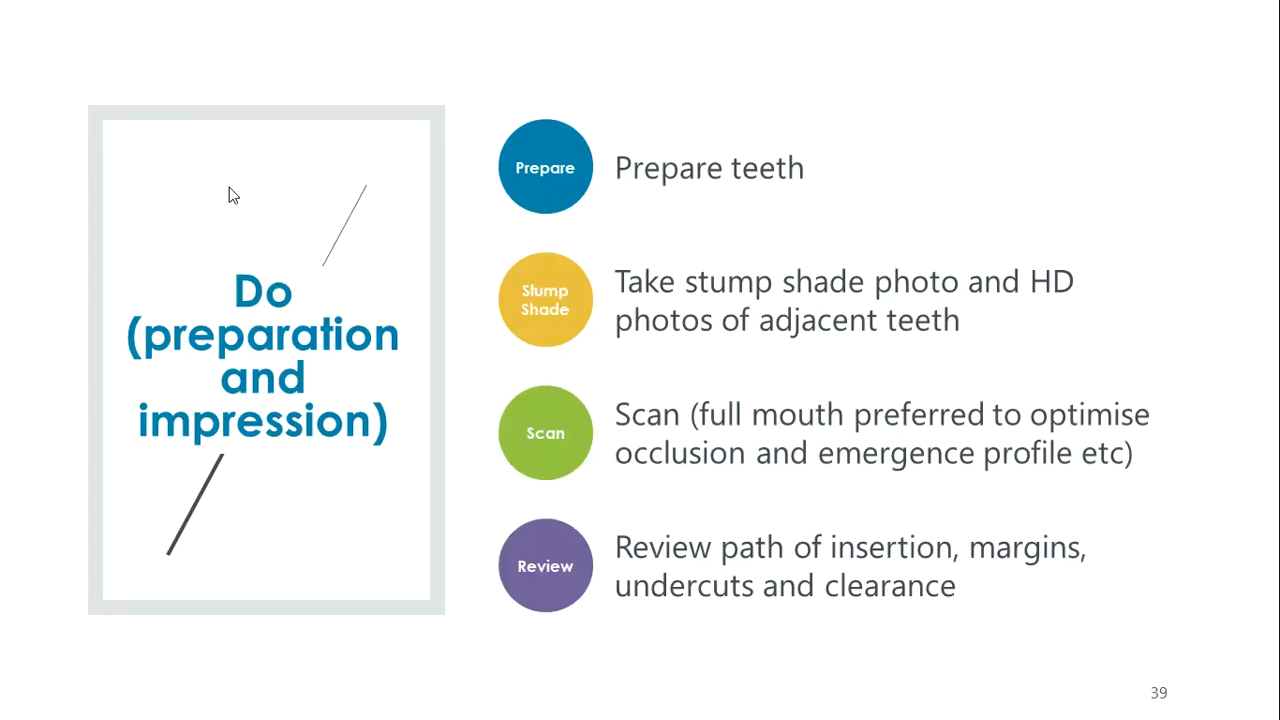 Do
(preparation
and
impression)
Prepare
Prepare teeth
Stump
Shade
Take stump shade photo and HD
photos of adjacent teeth
Scan
Scan (full mouth preferred to optimise
occlusion and emergence profile etc)
Review
Review path of insertion, margins,
undercuts and clearance
39